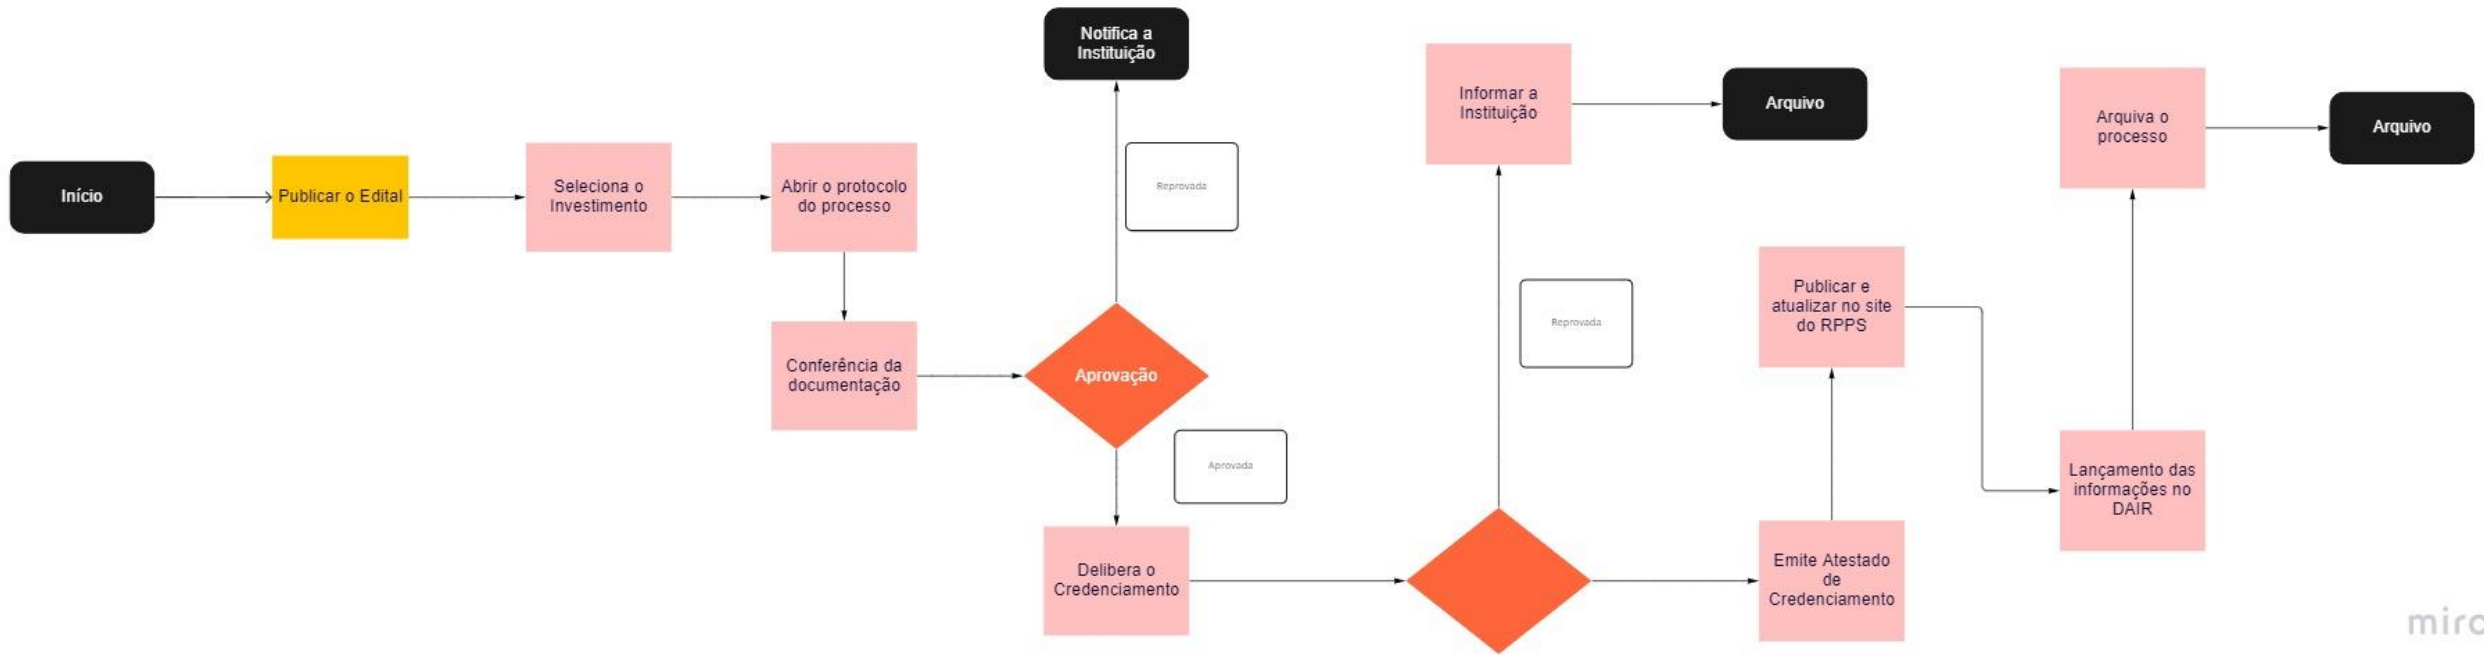 Início
Publicar o Edital
Seleciona o
Investimento
Abrir o protocolo
do processo
Conferência da
documentação
Aprovação
Reprovada
Notifica a
Instituição
Aprovada
Delibera o
Credenciamento
Reprovada
Informar a
Instituição
Arquivo
Emite Atestado
de
Credenciamento
Publicar e
atualizar no site
do RPPS
Lançamento das
informações no
DAIR
Arquiva o
processo
Arquivo
miro